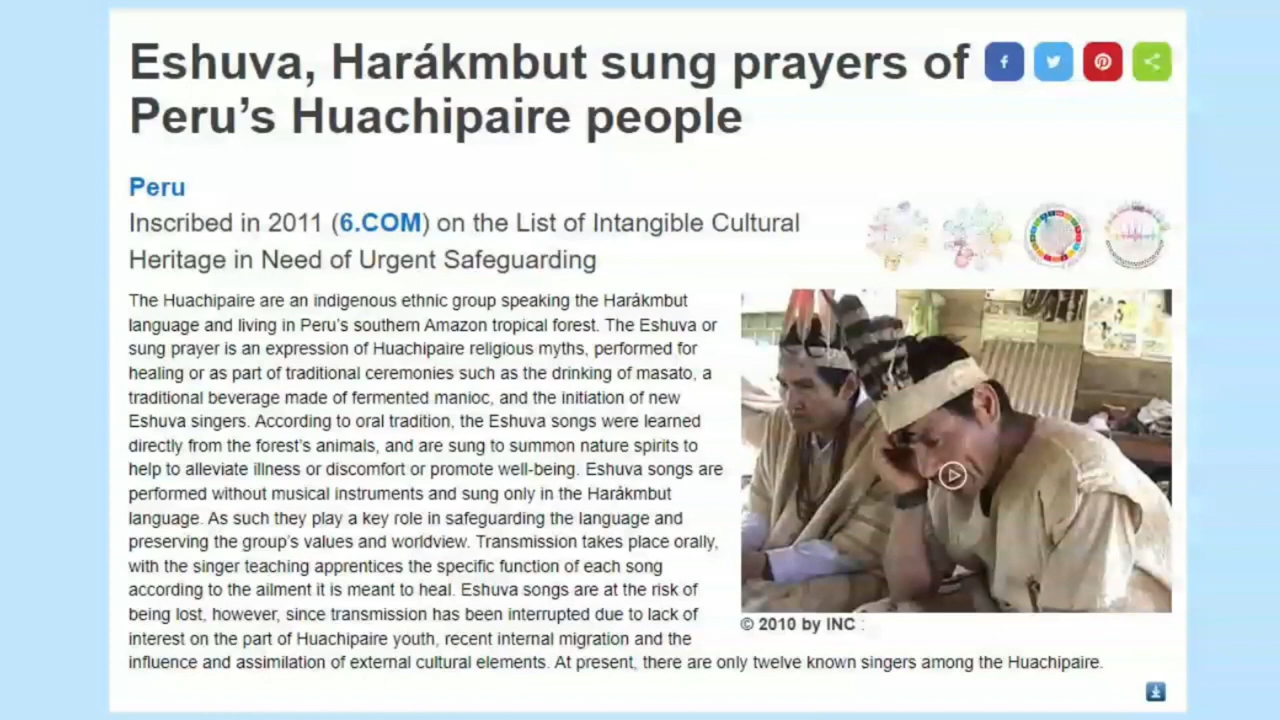 Eshuva, Harákmbut sung prayers of
Peru’s Huachipaire people
Peru
Inscribed in 2011 (6.COM) on the List of Intangible Cultural
Heritage in Need of Urgent Safeguarding
The Huachipaire are an indigenous ethnic group speaking the Harákmbut
language and living in Peru’s southern Amazon tropical forest. The Eshuva or
sung prayer is an expression of Huachipaire religious myths, performed for
healing or as part of traditional ceremonies such as the drinking of masato, a
traditional beverage made of fermented manioc, and the initiation of new
Eshuva singers. According to oral tradition, the Eshuva songs were learned
directly from the forest’s animals, and are sung to summon nature spirits to
help to alleviate illness or discomfort or promote well-being. Eshuva songs are
performed without musical instruments and sung only in the Harákmbut
language. As such they play a key role in safeguarding the language and
preserving the group’s values and worldview. Transmission takes place orally,
with the singer teaching apprentices the specific function of each song
according to the ailment it is meant to heal. Eshuva songs are at the risk of
being lost, however, since transmission has been interrupted due to lack of
interest on the part of Huachipaire youth, recent internal migration and the
influence and assimilation of external cultural elements. At present, there are only twelve known singers among the Huachipaire.
© 2010 by INC :